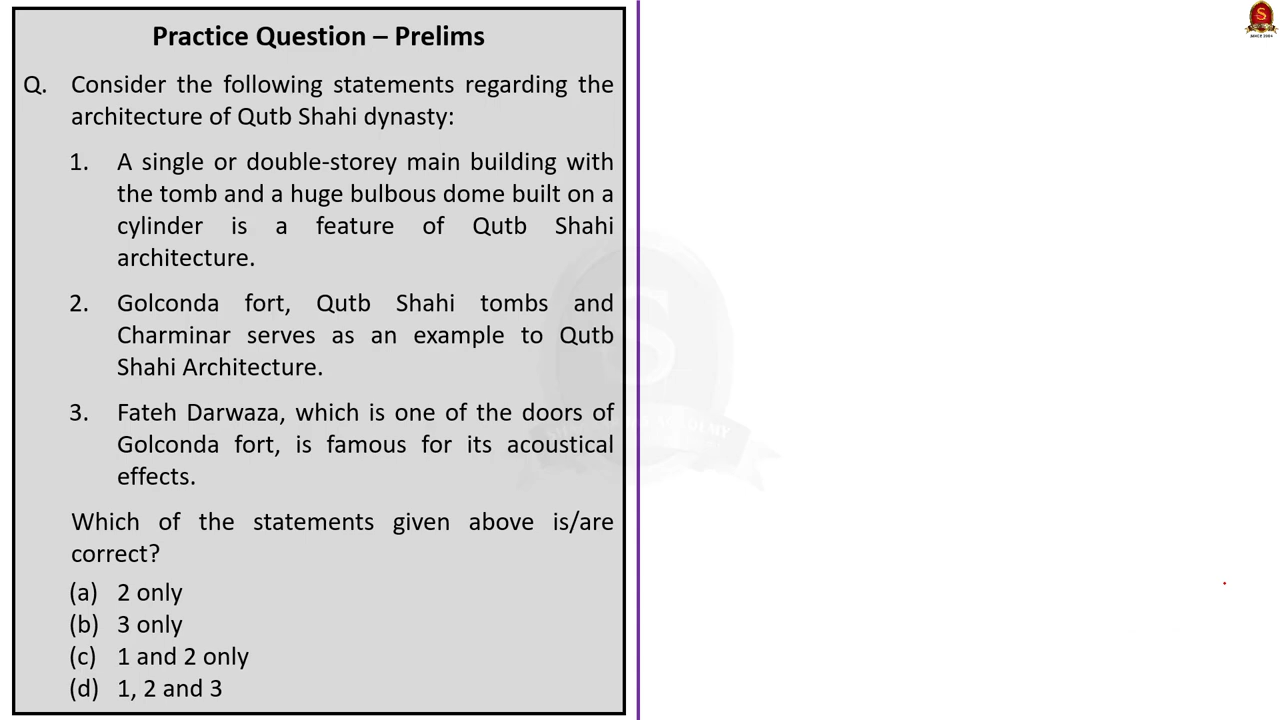 Practice Question – Prelims
Q. Consider the following statements regarding the
architecture of Qutb Shahi dynasty:
1. A single or double-storey main building with
the tomb and a huge bulbous dome built on a
cylinder is a feature of Qutb Shahi
architecture.
2. Golconda fort, Qutb Shahi tombs and
Charminar serves as an example to Qutb
Shahi Architecture.
3. Fateh Darwaza, which is one of the doors of
Golconda fort, is famous for its acoustical
effects.
Which of the statements given above is/are
correct?
(a) 2 only
(b) 3 only
(c) 1 and 2 only
(d) 1, 2 and 3
S
SINCE 2004